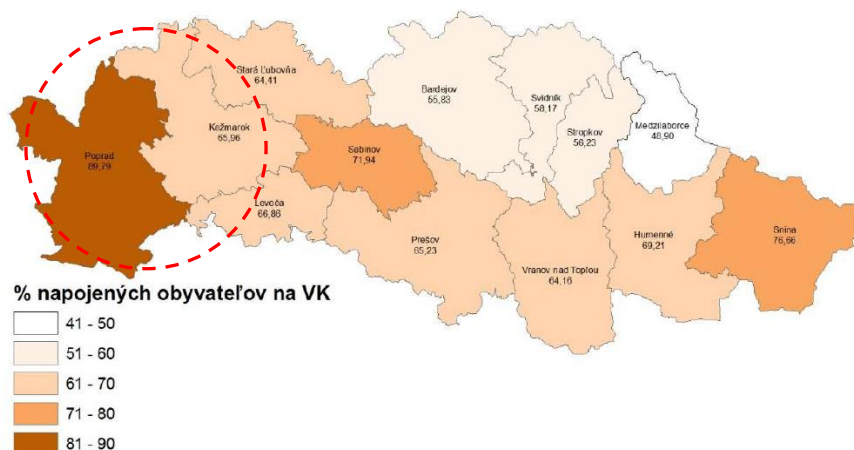 Stará Ľubovňa
64,41
Bardejov
55,83
Svidník
58,17
Stropkov
56,23
Medzilaborce
48,90
Kežmarok
65,96
Poprad
89,79
Sabinov
71,94
Levoča
66,86
Prešov
65,23
Vranov nad Topľou
64,16
Humenné
69,21
Snina
76,66
% napojených obyvateľov na VK
41 - 50
51 - 60
61 - 70
71 - 80
81 - 90